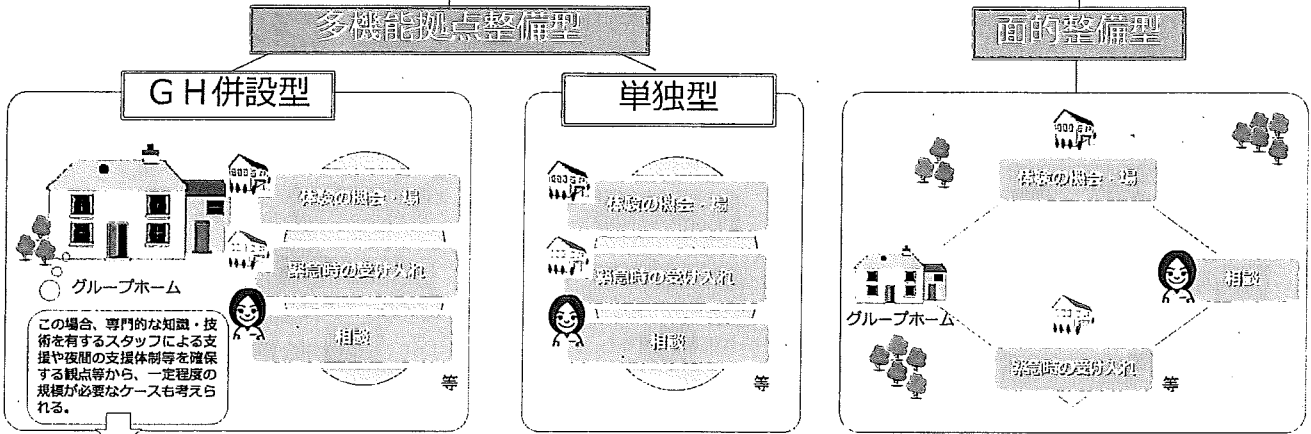 多機能拠点整備型
面的整備型
ＧＨ併設型
単独型
体験の機会・場
緊急時の受け入れ
相談
等
グループホーム
この場合、専門的な知識・技
術を有するスタッフによる支
援や夜間の支援体制等を確保
する観点等から、一定程度の
規模が必要なケースも考えら
れる。
体験の機会・場
緊急時の受け入れ
相談
等
体験の機会・場
相談
グループホーム
緊急時の受け入れ
等